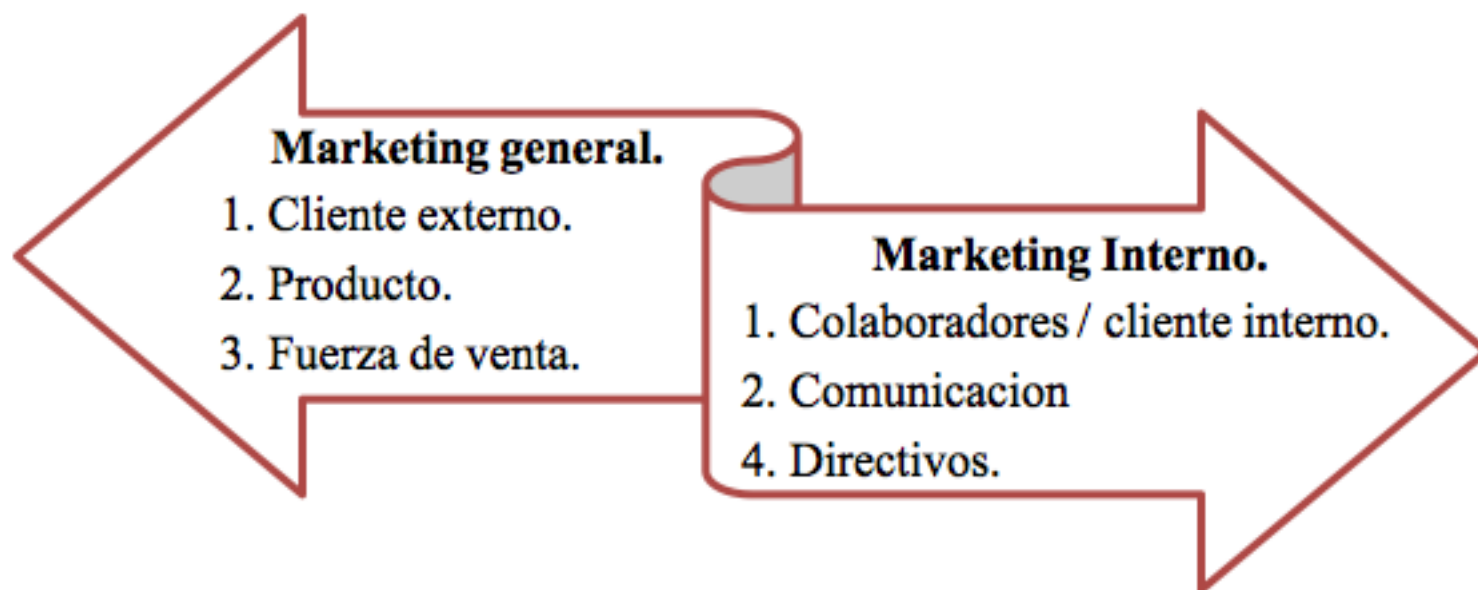 Marketing general.
1. Cliente externo.
2. Producto.
3. Fuerza de venta.
Marketing Interno.
1. Colaboradores / cliente interno.
2. Comunicacion
4. Directivos.